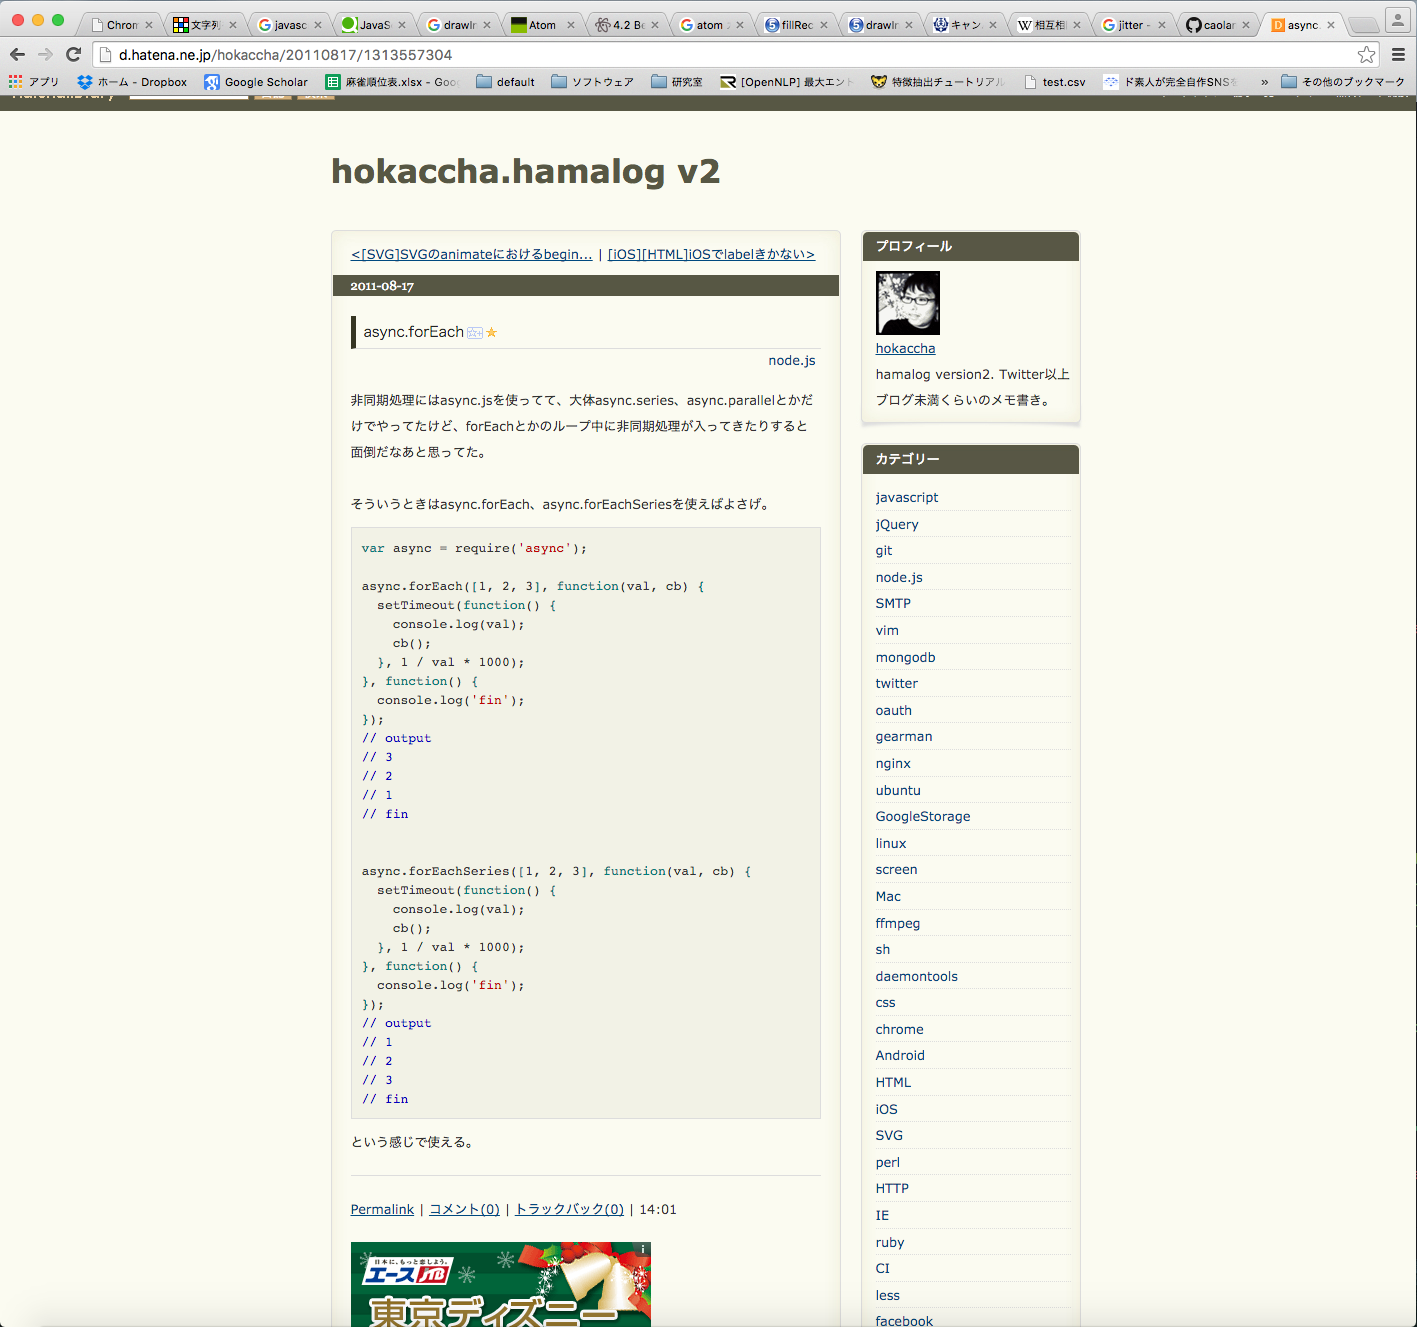 Chrom
文字列
javasc
JavaS
drawIn
Atom
4.2 Be
atom
fillRec
drawIn
キャン
相互相
jitter -
caolan
async.
d.hatena.ne.jp/hokaccha/20110817/1313557304
アプリ
ホーム - Dropbox
Google Scholar
麻雀順位表.xlsx - Goo
default
ソフトウェア
研究室
[OpenNLP] 最大エント
特徴抽出チュートリアル
test.csv
ド素人が完全自作SNSを
»
その他のブックマーク
hokaccha.hamalog v2
<[SVG]SVGのanimateにおけるbegin... | [iOS][HTML]iOSでlabelきかない>
2011-08-17
async.forEach
node.js
非同期処理にはasync.jsを使ってて、大体async.series、async.parallelとかだ
けでやってたけど、forEachとかのループ中に非同期処理が入ってきたりすると
面倒だなあと思ってた。
そういうときはasync.forEach、async.forEachSeriesを使えばよさげ。
var async = require('async');
async.forEach([1, 2, 3], function(val, cb) {
setTimeout(function() {
console.log(val);
cb();
}, 1 / val * 1000);
}, function() {
console.log('fin');
});
// output
// 3
// 2
// 1
// fin
async.forEachSeries([1, 2, 3], function(val, cb) {
setTimeout(function() {
console.log(val);
cb();
}, 1 / val * 1000);
}, function() {
console.log('fin');
});
// output
// 1
// 2
// 3
// fin
という感じで使える。
Permalink | コメント(0) | トラックバック(0) | 14:01
日本に、もっと恋しよう。
エースJTB
東京ディズニー
プロフィール
hokaccha
hamalog version2. Twitter以上
ブログ未満くらいのメモ書き。
カテゴリー
javascript
jQuery
git
node.js
SMTP
vim
mongodb
twitter
oauth
gearman
nginx
ubuntu
GoogleStorage
linux
screen
Mac
ffmpeg
sh
daemontools
css
chrome
Android
HTML
iOS
SVG
perl
HTTP
IE
ruby
CI
less
facebook